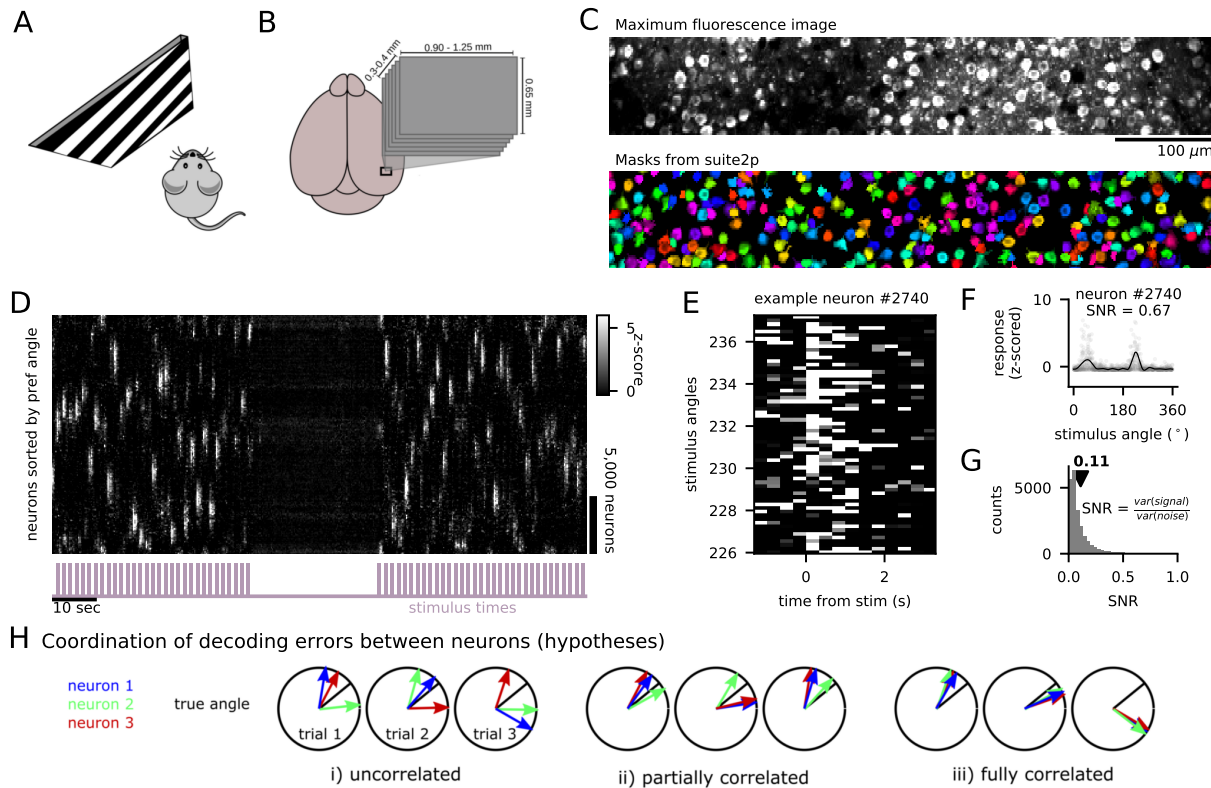 A
B
0.3-0.4 mm
0.90 - 1.25 mm
0.65 mm
C
Maximum fluorescence image
100 μm
Masks from suite2p
D
neurons sorted by pref angle
5
0
z-score
5,000 neurons
10 sec
stimulus times
E
example neuron #2740
stimulus angles
236
234
232
230
228
226
0
2
time from stim (s)
F
neuron #2740
SNR = 0.67
response
(z-scored)
10
0
0
180
360
stimulus angle (°)
G
0.11
counts
5000
0
SNR = var(signal)/var(noise)
0.0
0.5
1.0
SNR
H
Coordination of decoding errors between neurons (hypotheses)
neuron 1
neuron 2
neuron 3
true angle
trial 1
trial 2
trial 3
i) uncorrelated
ii) partially correlated
iii) fully correlated